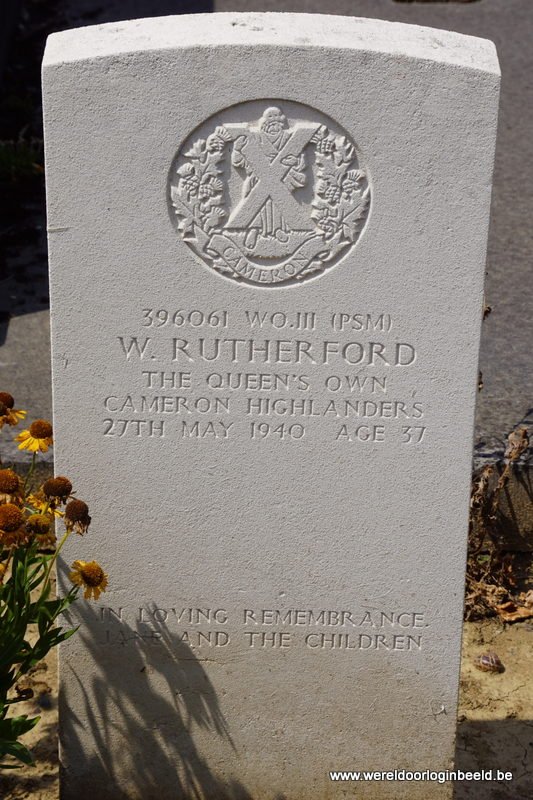 CAMERON
396061 WO.III (PSM)
W. RUTHERFORD
THE QUEEN'S OWN
CAMERON HIGHLANDERS
27TH MAY 1940 AGE 37
IN LOVING REMEMBRANCE.
JANE AND THE CHILDREN
www.wereldoorloginbeeld.be